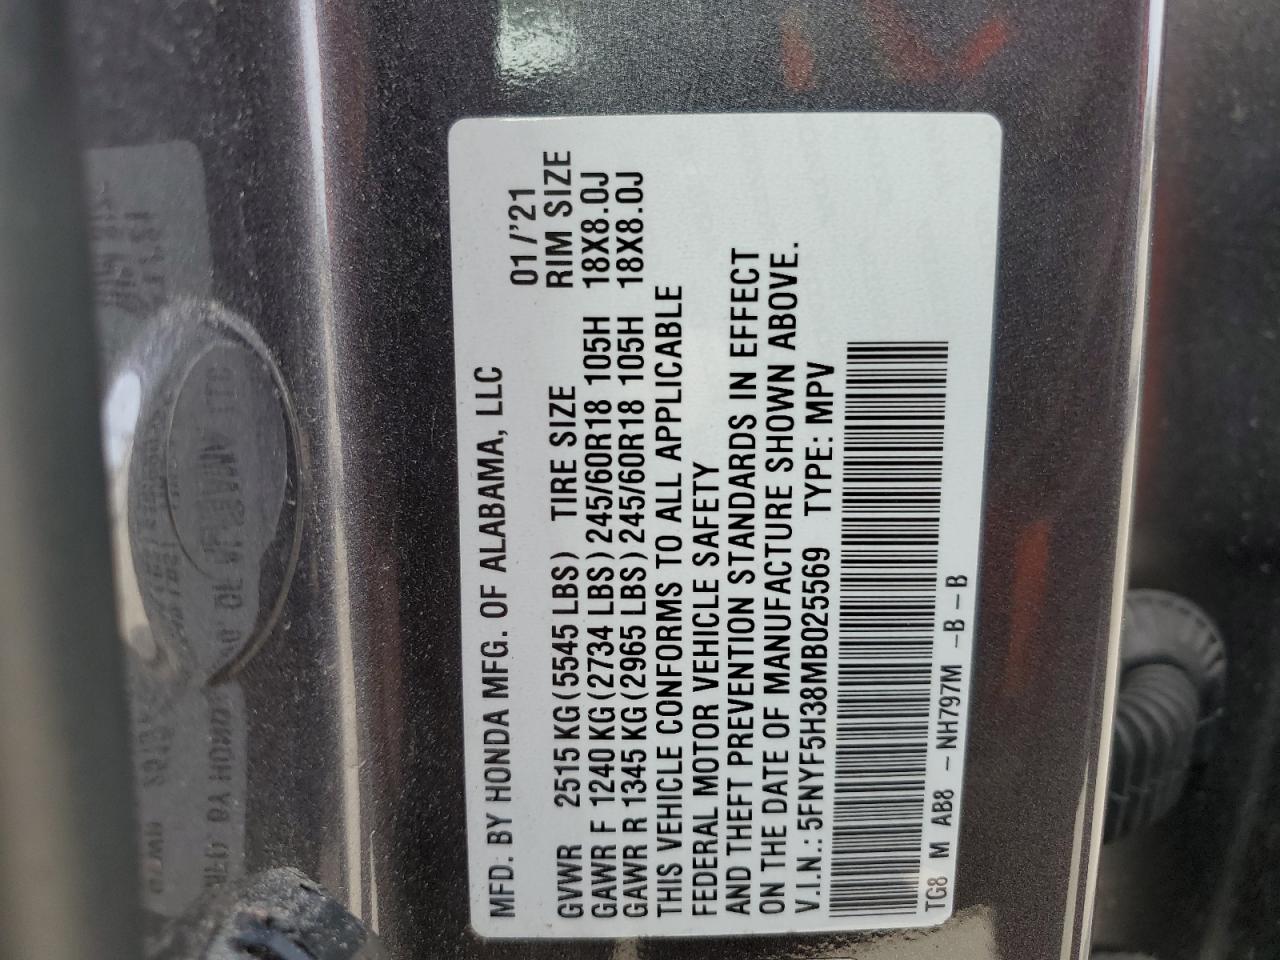 MFD. BY HONDA MFG. OF ALABAMA, LLC 01/'21
GVWR 2515 KG (5545 LBS) TIRE SIZE RIM SIZE
GAWR F 1240 KG (2734 LBS) 245/60R18 105H 18X8.0J
GAWR R 1345 KG (2965 LBS) 245/60R18 105H 18X8.0J
THIS VEHICLE CONFORMS TO ALL APPLICABLE
FEDERAL MOTOR VEHICLE SAFETY
AND THEFT PREVENTION STANDARDS IN EFFECT
ON THE DATE OF MANUFACTURE SHOWN ABOVE.
V.I.N.: 5FNYF5H38MB025569 TYPE: MPV
TG8 M AB8 - NH797M - B - B